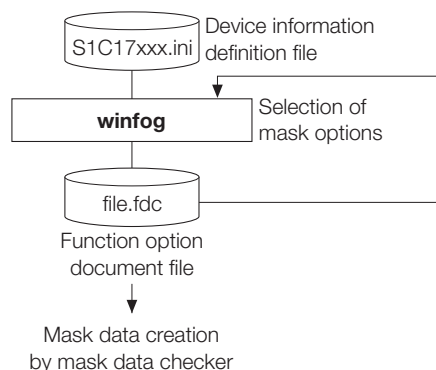 S1C17xxx.ini
Device information
definition file
winfog
Selection of
mask options
file.fdc
Function option
document file
Mask data creation
by mask data checker